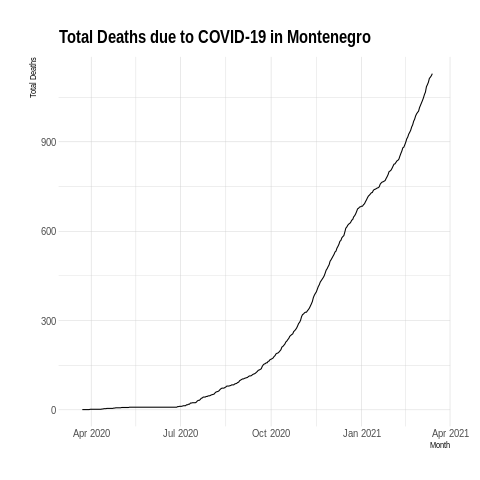 Total Deaths due to COVID-19 in Montenegro
Total Deaths
900
600
300
0
Apr 2020 Jul 2020 Oct 2020 Jan 2021 Apr 2021
Month